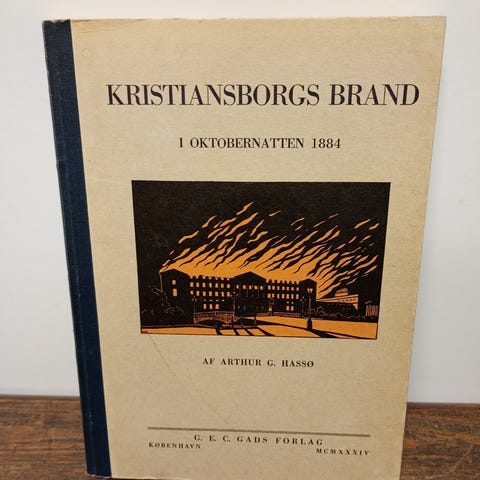 KRISTIANSBORGS BRAND
I OKTOBERNATTEN 1884
AF ARTHUR G. HASSØ
G. E. C. GADS FORLAG
KØBENHAVN MCMXXXIV